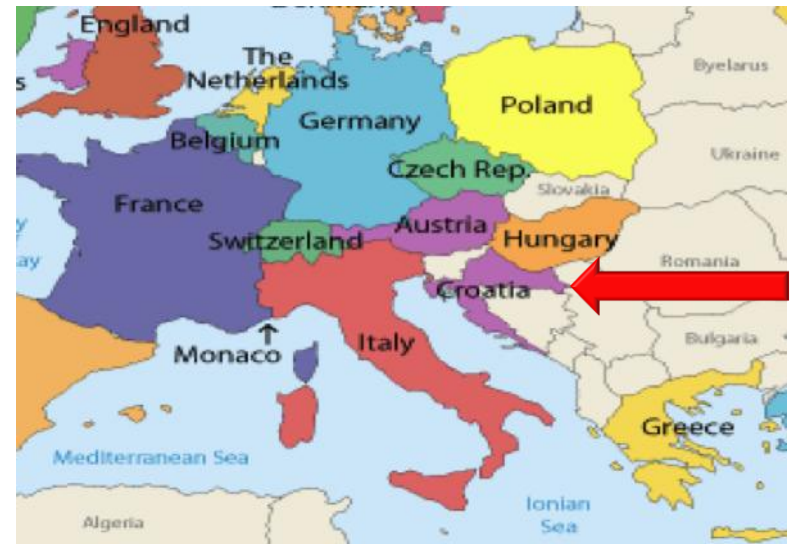 England
The
Netherlands
Byelarus
Poland
Germany
Belgium
Ukraine
Czech Rep.
Slovakia
France
Austria
Switzerland
Hungary
Romania
Croatia
Bulgaria
Monaco
Italy
Greece
Mediterranean Sea
Ionian
Sea
Algeria